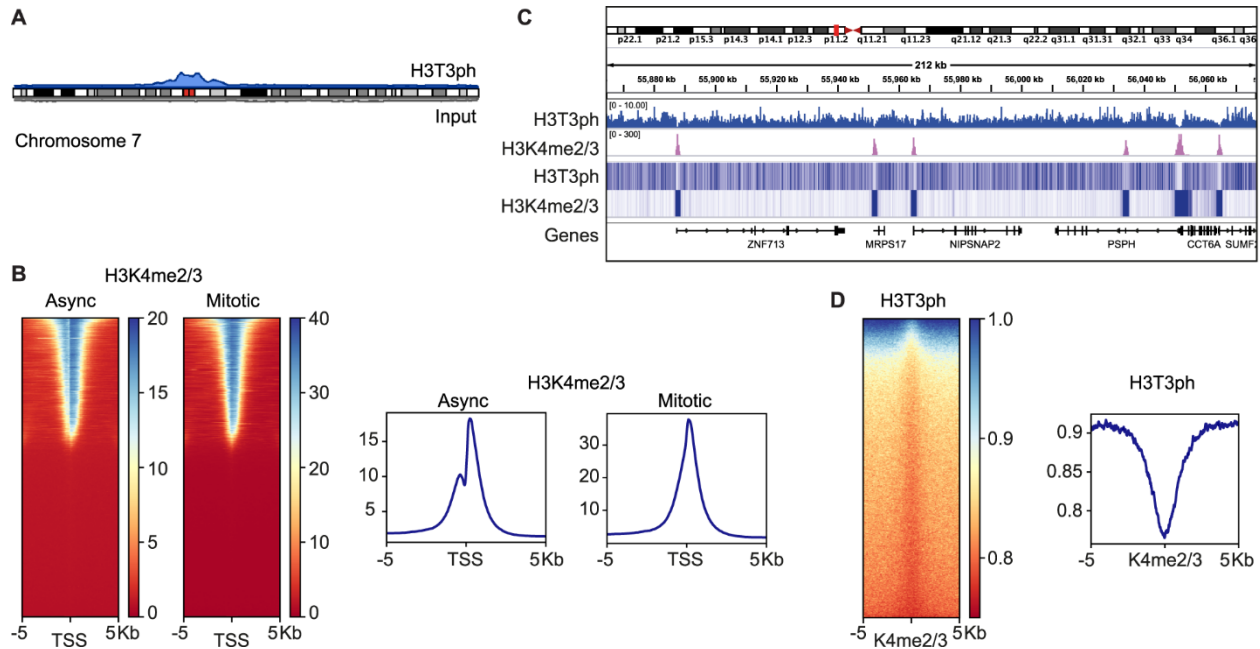 A
H3T3ph
Input
Chromosome 7
B
H3K4me2/3
Async
Mitotic
20
15
10
5
0
40
30
20
10
0
-5
TSS
5Kb
-5
TSS
5Kb
H3K4me2/3
Async
Mitotic
15
10
5
30
20
10
-5
TSS
5Kb
-5
TSS
5Kb
C
p22.1 p21.2 p15.3 p14.3 p14.1 p12.3 p11.2 q11.21 q11.23 q21.12 q21.3 q22.2 q31.1 q31.31 q32.1 q33 q34 q36.1 q36
212 kb
55,880 kb 55,900 kb 55,920 kb 55,940 kb 55,960 kb 55,980 kb 56,000 kb 56,020 kb 56,040 kb 56,060 kb
H3T3ph
[0 - 10.00]
H3K4me2/3
[0 - 300]
H3T3ph
H3K4me2/3
Genes
ZNF713 MRPS17 NIPSNAP2 PSPH CCT6A SUMF
D
H3T3ph
1.0
0.9
0.8
-5
K4me2/3
5Kb
H3T3ph
0.9
0.85
0.8
-5
K4me2/3
5Kb